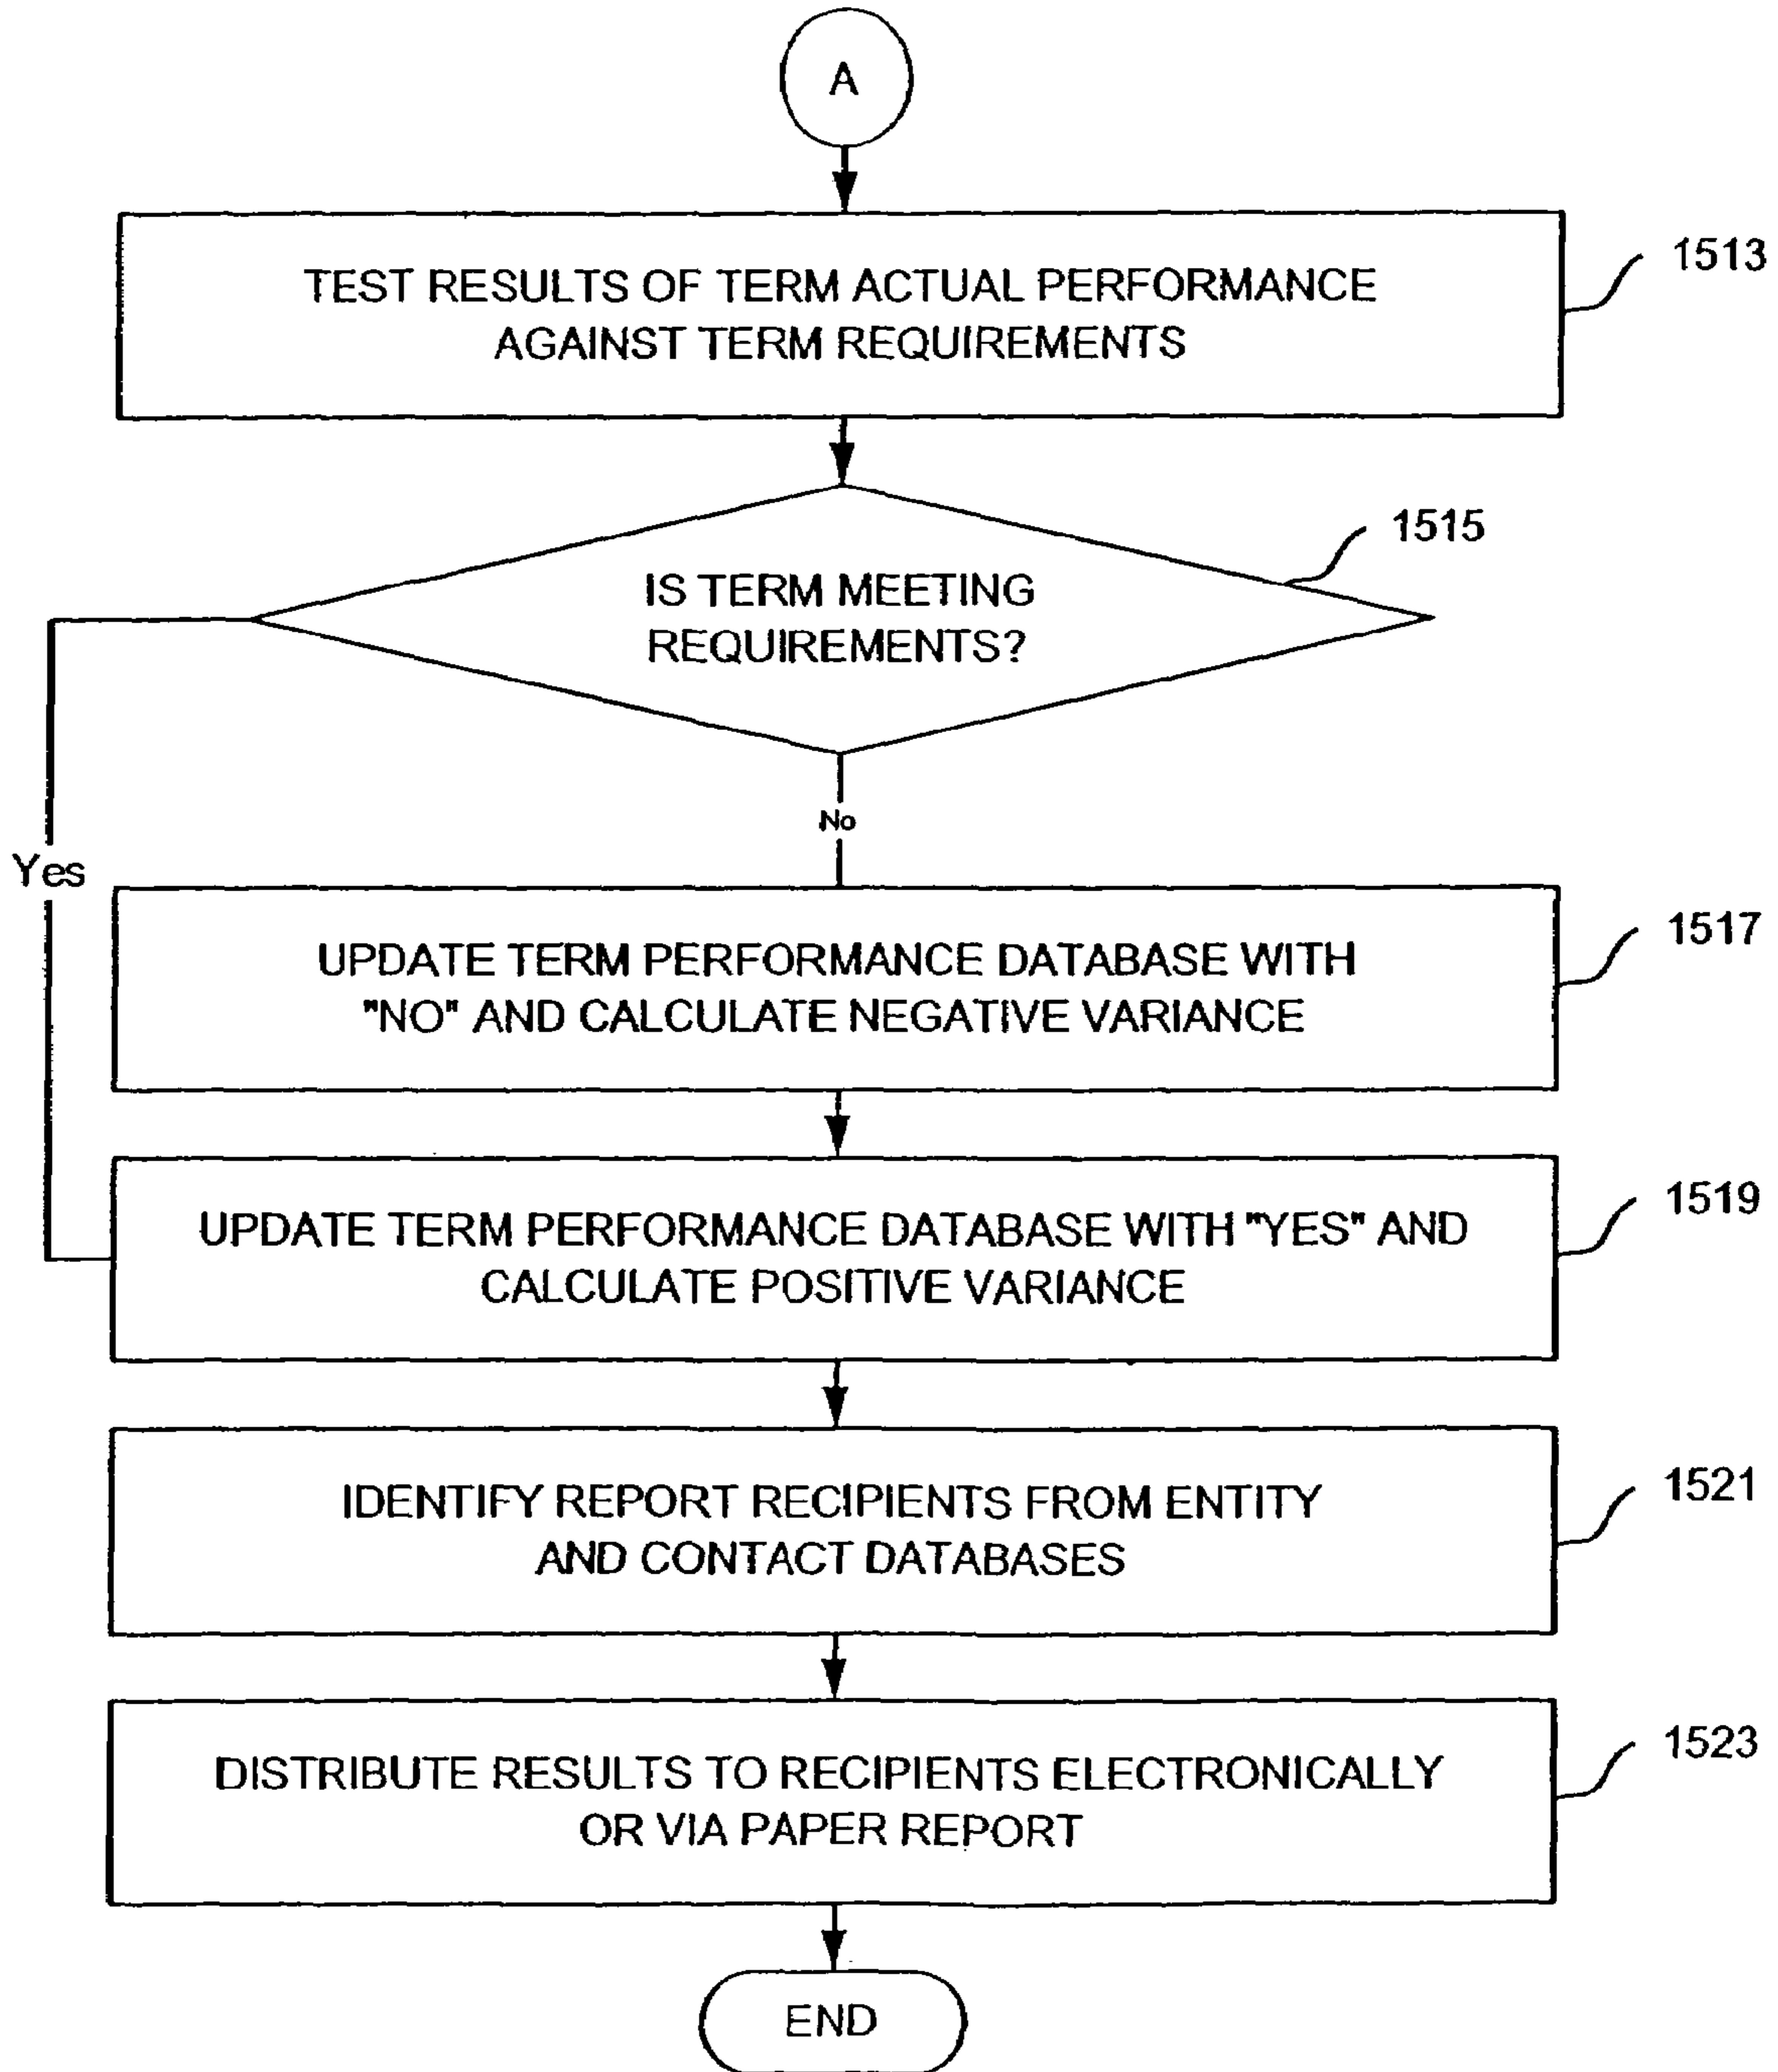 A
TEST RESULTS OF TERM ACTUAL PERFORMANCE
AGAINST TERM REQUIREMENTS
1513
IS TERM MEETING
REQUIREMENTS?
1515
No
Yes
UPDATE TERM PERFORMANCE DATABASE WITH
"NO" AND CALCULATE NEGATIVE VARIANCE
1517
UPDATE TERM PERFORMANCE DATABASE WITH "YES" AND
CALCULATE POSITIVE VARIANCE
1519
IDENTIFY REPORT RECIPIENTS FROM ENTITY
AND CONTACT DATABASES
1521
DISTRIBUTE RESULTS TO RECIPIENTS ELECTRONICALLY
OR VIA PAPER REPORT
1523
END